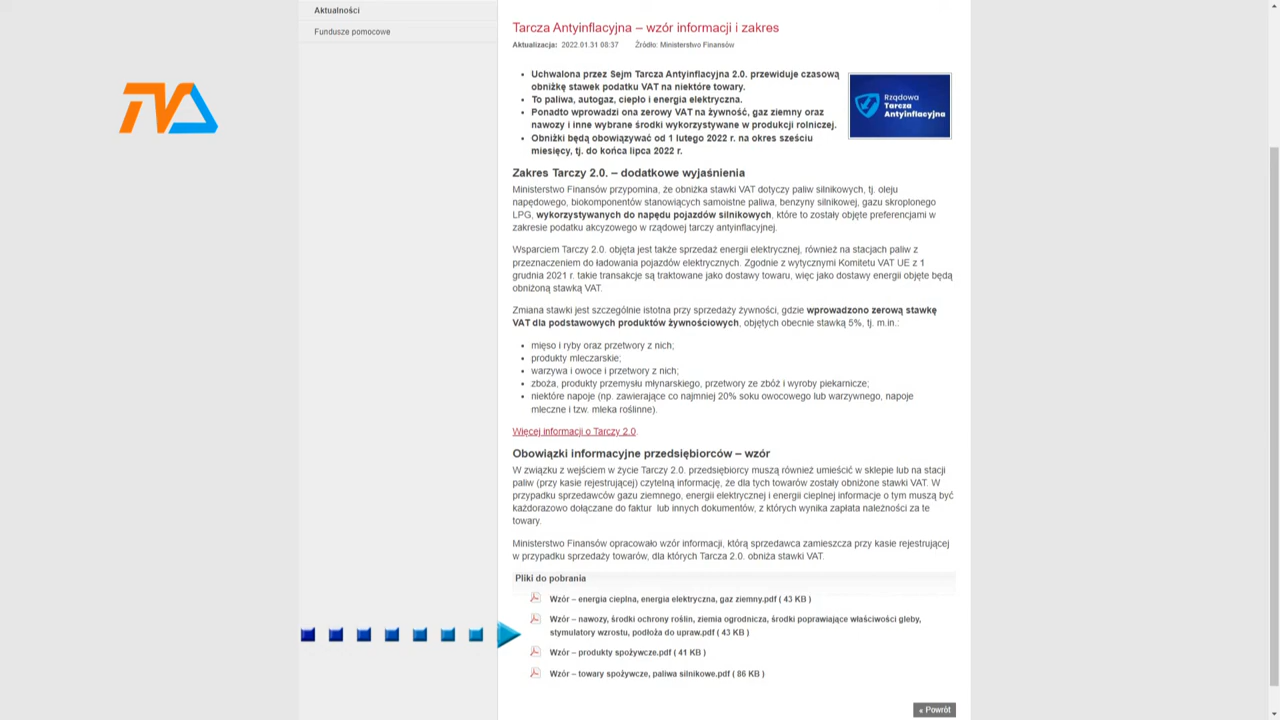 Aktualności
Fundusze pomocowe
TVA
Tarcza Antyinflacyjna – wzór informacji i zakres
Aktualizacja: 2022.01.31 08:37 Źródło: Ministerstwo Finansów
• Uchwalona przez Sejm Tarcza Antyinflacyjna 2.0. przewiduje czasową
obniżkę stawek podatku VAT na niektóre towary.
• To paliwa, autogaz, ciepło i energia elektryczna.
• Ponadto wprowadzi ona zerowy VAT na żywność, gaz ziemny oraz
nawozy i inne wybrane środki wykorzystywane w produkcji rolniczej.
• Obniżki będą obowiązywać od 1 lutego 2022 r. na okres sześciu
miesięcy, tj. do końca lipca 2022 r.
Rządowa
Tarcza
Antyinflacyjna
Zakres Tarczy 2.0. – dodatkowe wyjaśnienia
Ministerstwo Finansów przypomina, że obniżka stawki VAT dotyczy paliw silnikowych, tj. oleju
napędowego, biokomponentów stanowiących samoistne paliwa, benzyny silnikowej, gazu skroplonego
LPG, wykorzystywanych do napędu pojazdów silnikowych, które to zostały objęte preferencjami w
zakresie podatku akcyzowego w rządowej tarczy antyinflacyjnej.
Wsparciem Tarczy 2.0. objęta jest także sprzedaż energii elektrycznej, również na stacjach paliw z
przeznaczeniem do ładowania pojazdów elektrycznych. Zgodnie z wytycznymi Komitetu VAT UE z 1
grudnia 2021 r. takie transakcje są traktowane jako dostawy towaru, więc jako dostawy energii objęte będą
obniżoną stawką VAT.
Zmiana stawki jest szczególnie istotna przy sprzedaży żywności, gdzie wprowadzono zerową stawkę
VAT dla podstawowych produktów żywnościowych, objętych obecnie stawką 5%, tj. m.in.:
• mięso i ryby oraz przetwory z nich;
• produkty mleczarskie;
• warzywa i owoce i przetwory z nich;
• zboża, produkty przemysłu młynarskiego, przetwory ze zbóż i wyroby piekarnicze;
• niektóre napoje (np. zawierające co najmniej 20% soku owocowego lub warzywnego, napoje
mleczne i tzw. mleka roślinne).
Więcej informacji o Tarczy 2.0.
Obowiązki informacyjne przedsiębiorców – wzór
W związku z wejściem w życie Tarczy 2.0. przedsiębiorcy muszą również umieścić w sklepie lub na stacji
paliw (przy kasie rejestrującej) czytelną informację, że dla tych towarów zostały obniżone stawki VAT. W
przypadku sprzedawców gazu ziemnego, energii elektrycznej i energii cieplnej informacje o tym muszą być
każdorazowo dołączane do faktur lub innych dokumentów, z których wynika zapłata należności za te
towary.
Ministerstwo Finansów opracowało wzór informacji, którą sprzedawca zamieszcza przy kasie rejestrującej
w przypadku sprzedaży towarów, dla których Tarcza 2.0. obniża stawki VAT.
Pliki do pobrania
Wzór – energia cieplna, energia elektryczna, gaz ziemny.pdf ( 43 KB )
Wzór – nawozy, środki ochrony roślin, ziemia ogrodnicza, środki poprawiające właściwości gleby,
stymulatory wzrostu, podłoża do upraw.pdf ( 43 KB )
Wzór – produkty spożywcze.pdf ( 41 KB )
Wzór – towary spożywcze, paliwa silnikowe.pdf ( 86 KB )
« Powrót